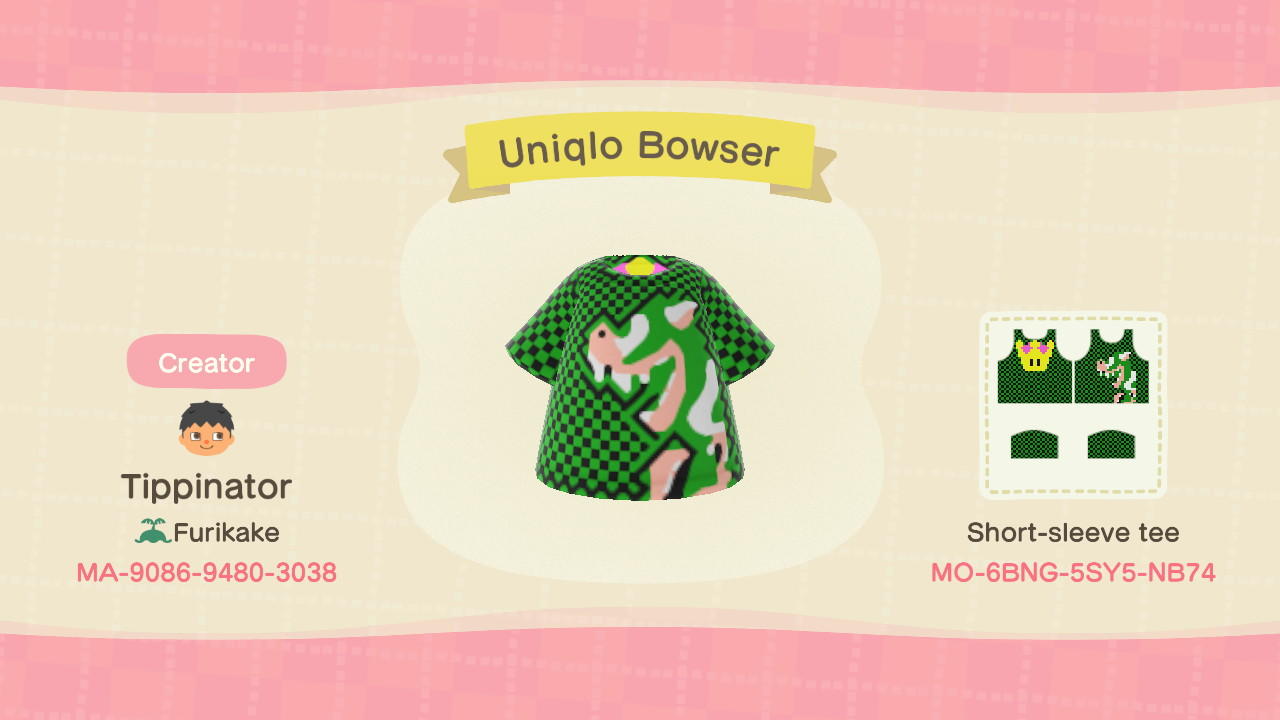 Uniqlo Bowser
Creator
Tippinator
Furikake
MA-9086-9480-3038
Short-sleeve tee
MO-6BNG-5SY5-NB74